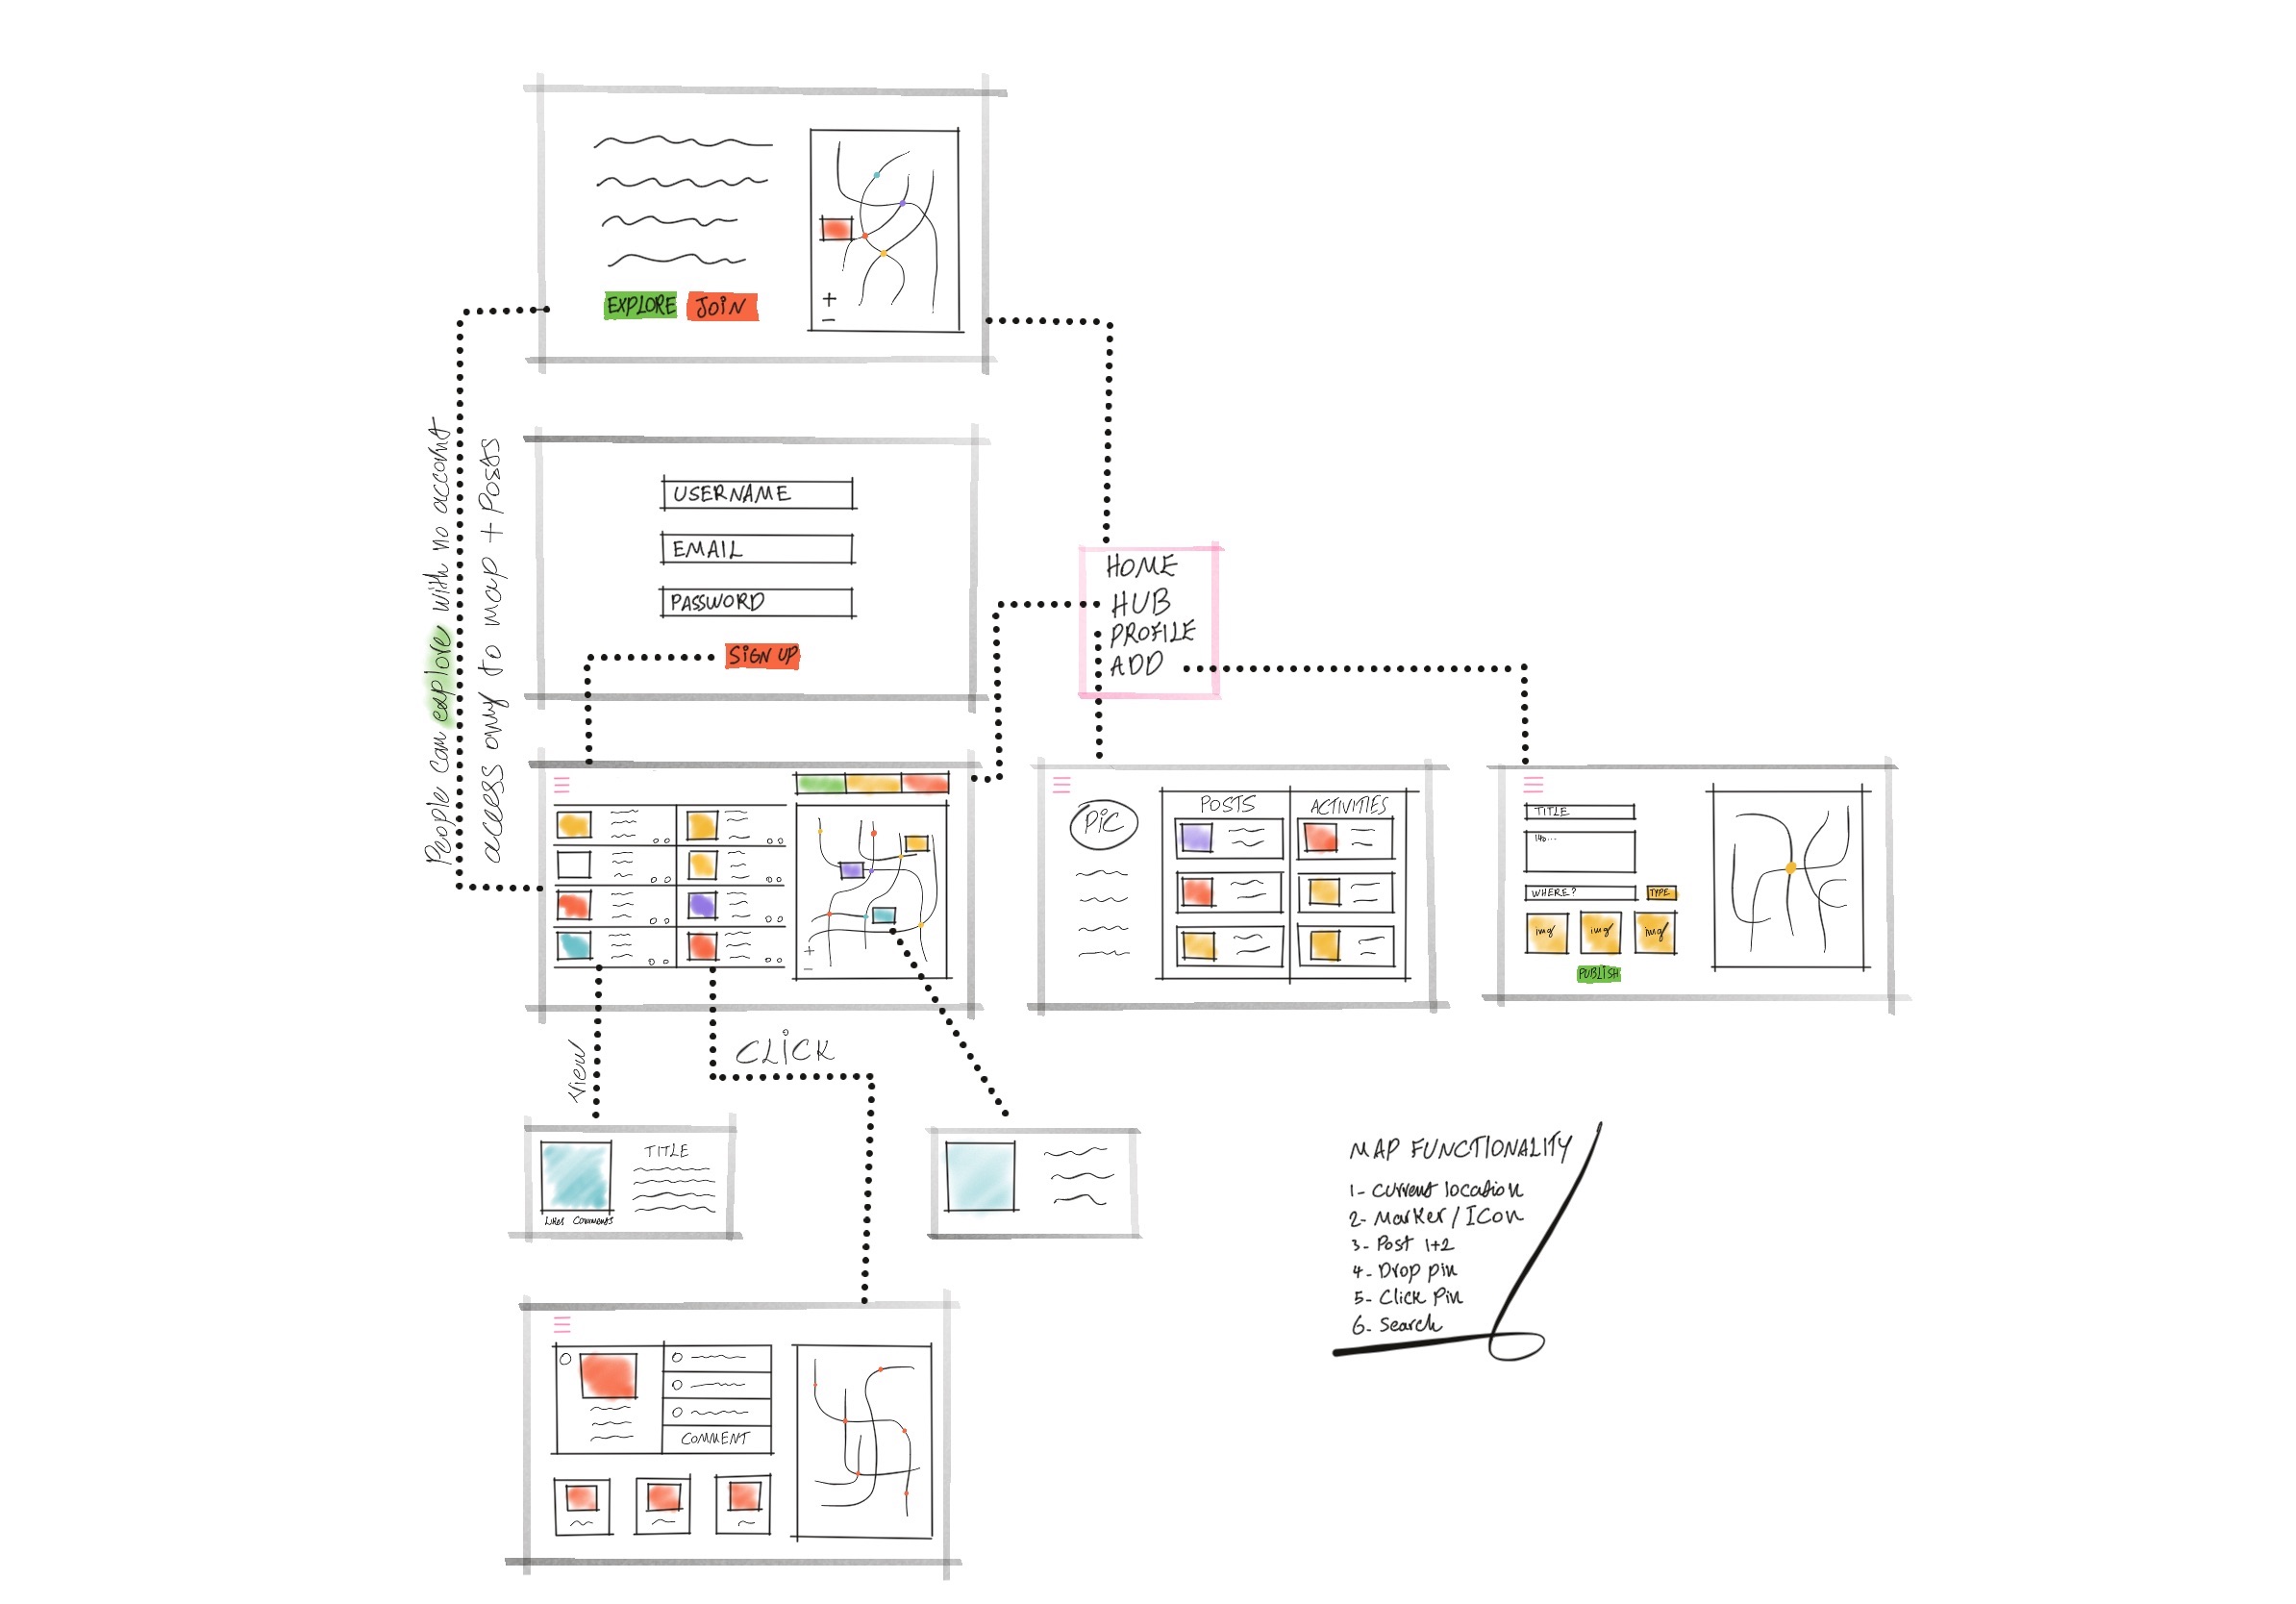 EXPLORE JOIN
People can explore with no account
access only to map + Posts
USERNAME
EMAIL
PASSWORD
SIGN UP
HOME
HUB
PROFILE
ADD
PIC
POSTS
ACTIVITIES
TITLE
WHERE?
TYPE
img
img
img
PUBLISH
View
CLICK
TITLE
Likes Comments
COMMENT
MAP FUNCTIONALITY
1- Current location
2- Marker / ICon
3- Post 1+2
4- Drop pin
5- Click Pin
6- Search